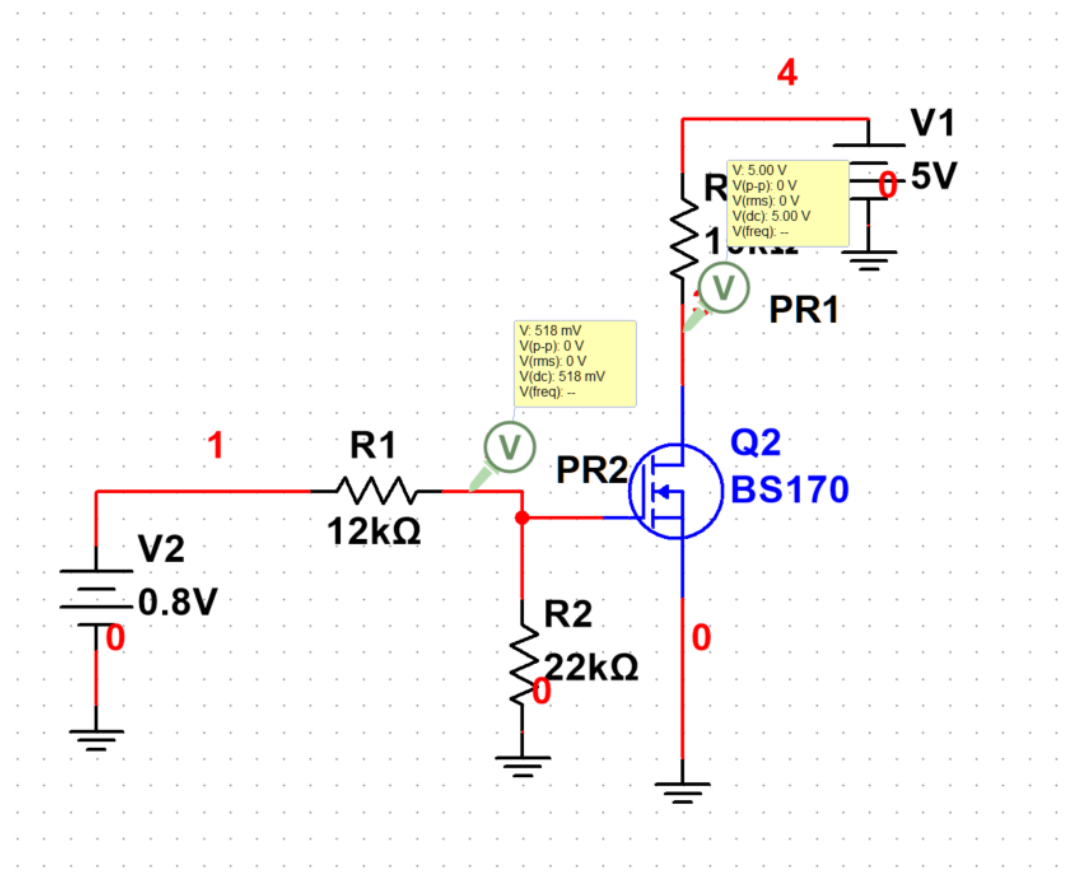 4
V1
5V
0
R
V: 5.00 V
V(p-p): 0 V
V(rms): 0 V
V(dc): 5.00 V
V(freq): --
V
PR1
V: 518 mV
V(p-p): 0 V
V(rms): 0 V
V(dc): 518 mV
V(freq): --
1
R1
V
PR2
Q2
BS170
12kΩ
V2
0.8V
0
R2
22kΩ
0
0